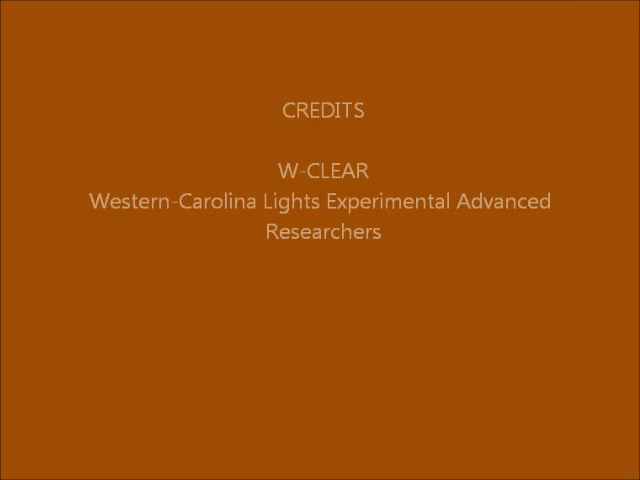 CREDITS
W-CLEAR
Western-Carolina Lights Experimental Advanced
Researchers